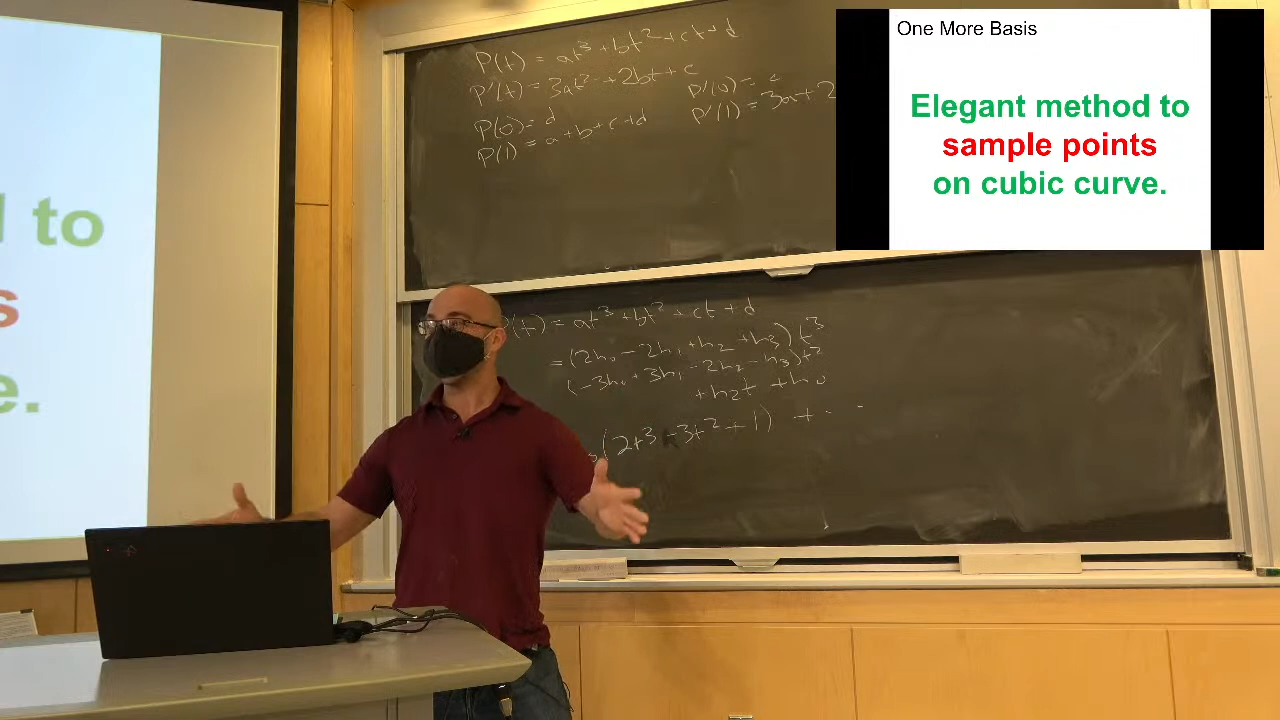 One More Basis
Elegant method to
sample points
on cubic curve.
to
s
e.
P(t) = at³ + bt² + ct + d
P'(t) = 3at² + 2bt + c
P'(0) = c
P'(1) = 3a + 2
P(0) = d
P(1) = a + b + c + d
P(t) = at³ + bt² + ct + d
= (2h₀ - 2h₁ + h₂ + h₃) t³
(-3h₀ + 3h₁ - 2h₂ - h₃) t²
+ h₂t + h₀
(2t³ - 3t² + 1) + . . .